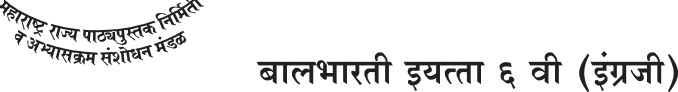 महाराष्ट्र राज्य पाठ्यपुस्तक निर्मिती
व अभ्यासक्रम संशोधन मंडळ
बालभारती इयत्ता ६ वी (इंग्रजी)